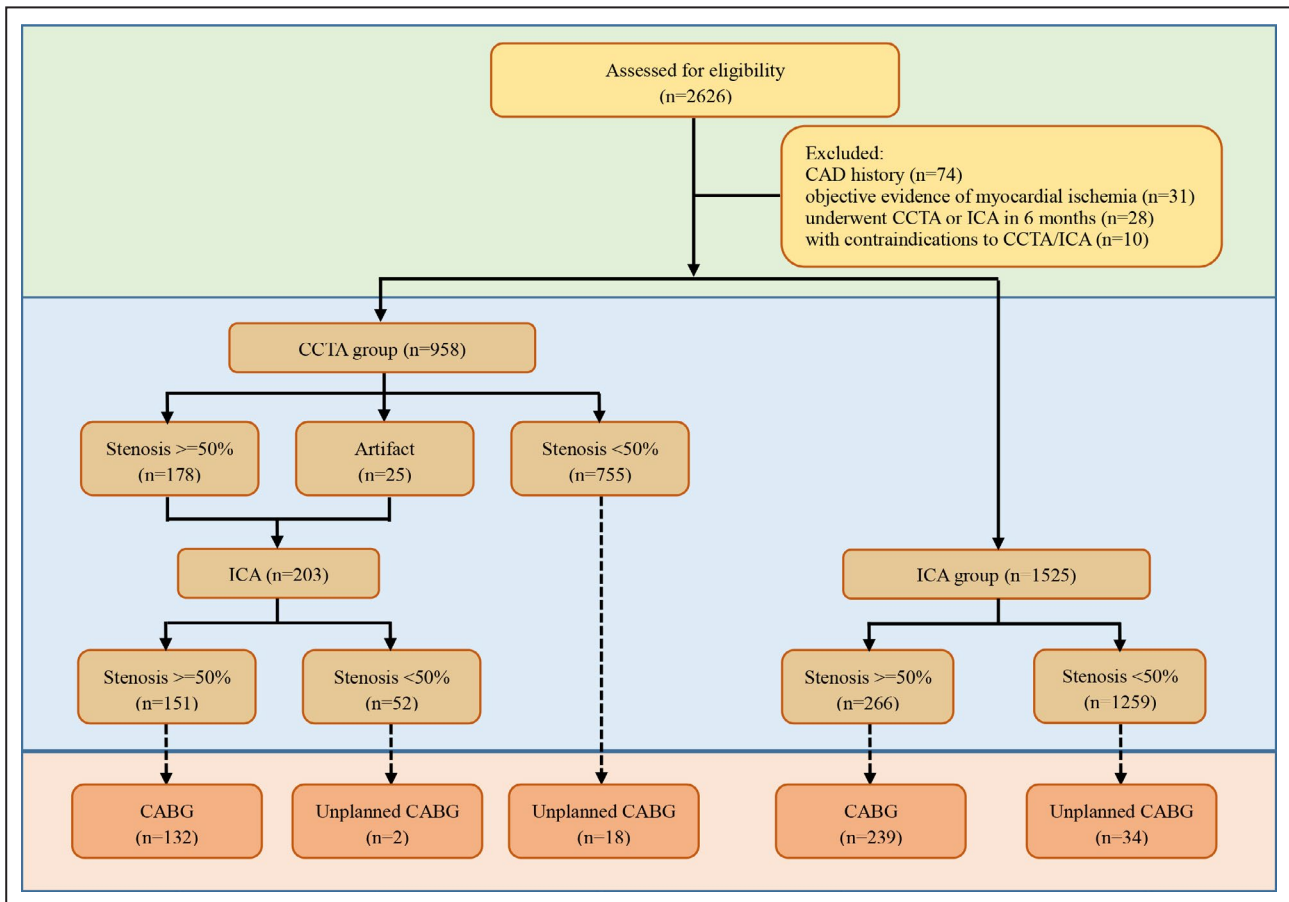 Assessed for eligibility
(n=2626)
Excluded:
CAD history (n=74)
objective evidence of myocardial ischemia (n=31)
underwent CCTA or ICA in 6 months (n=28)
with contraindications to CCTA/ICA (n=10)
CCTA group (n=958)
Stenosis >=50%
(n=178)
Artifact
(n=25)
Stenosis <50%
(n=755)
ICA (n=203)
ICA group (n=1525)
Stenosis >=50%
(n=151)
Stenosis <50%
(n=52)
Stenosis >=50%
(n=266)
Stenosis <50%
(n=1259)
CABG
(n=132)
Unplanned CABG
(n=2)
Unplanned CABG
(n=18)
CABG
(n=239)
Unplanned CABG
(n=34)